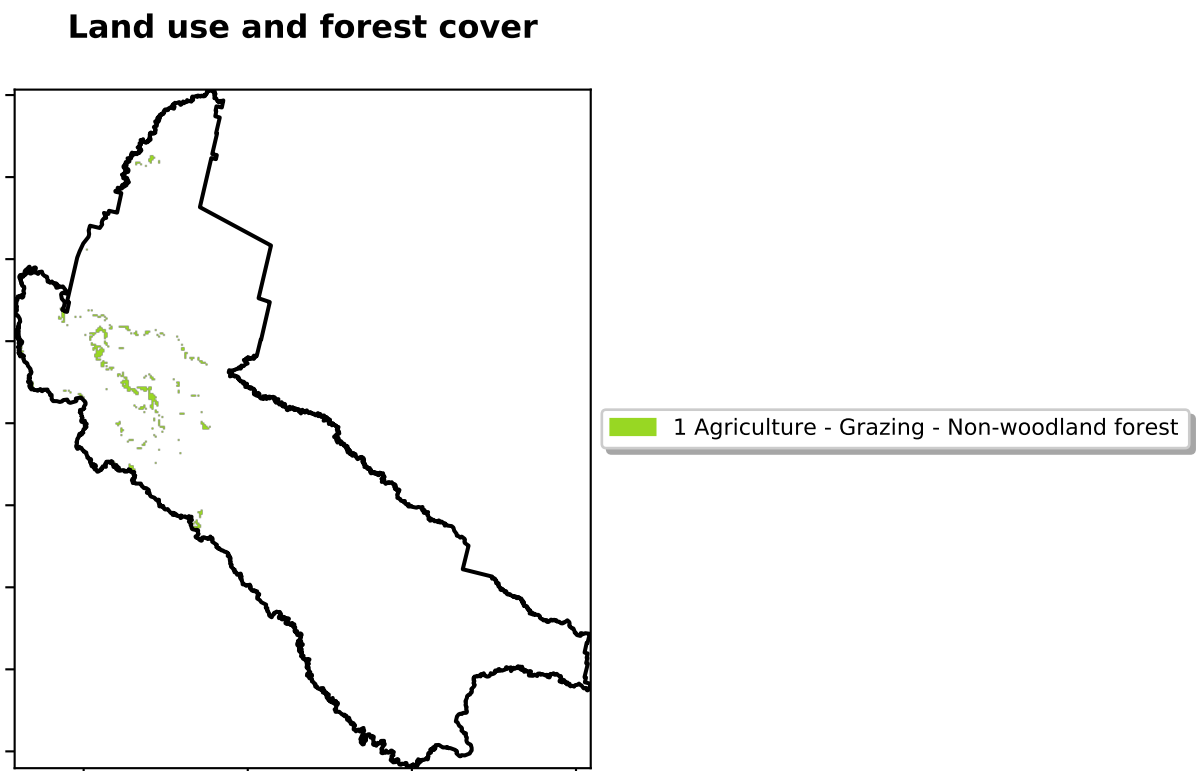 Land use and forest cover
1 Agriculture - Grazing - Non-woodland forest